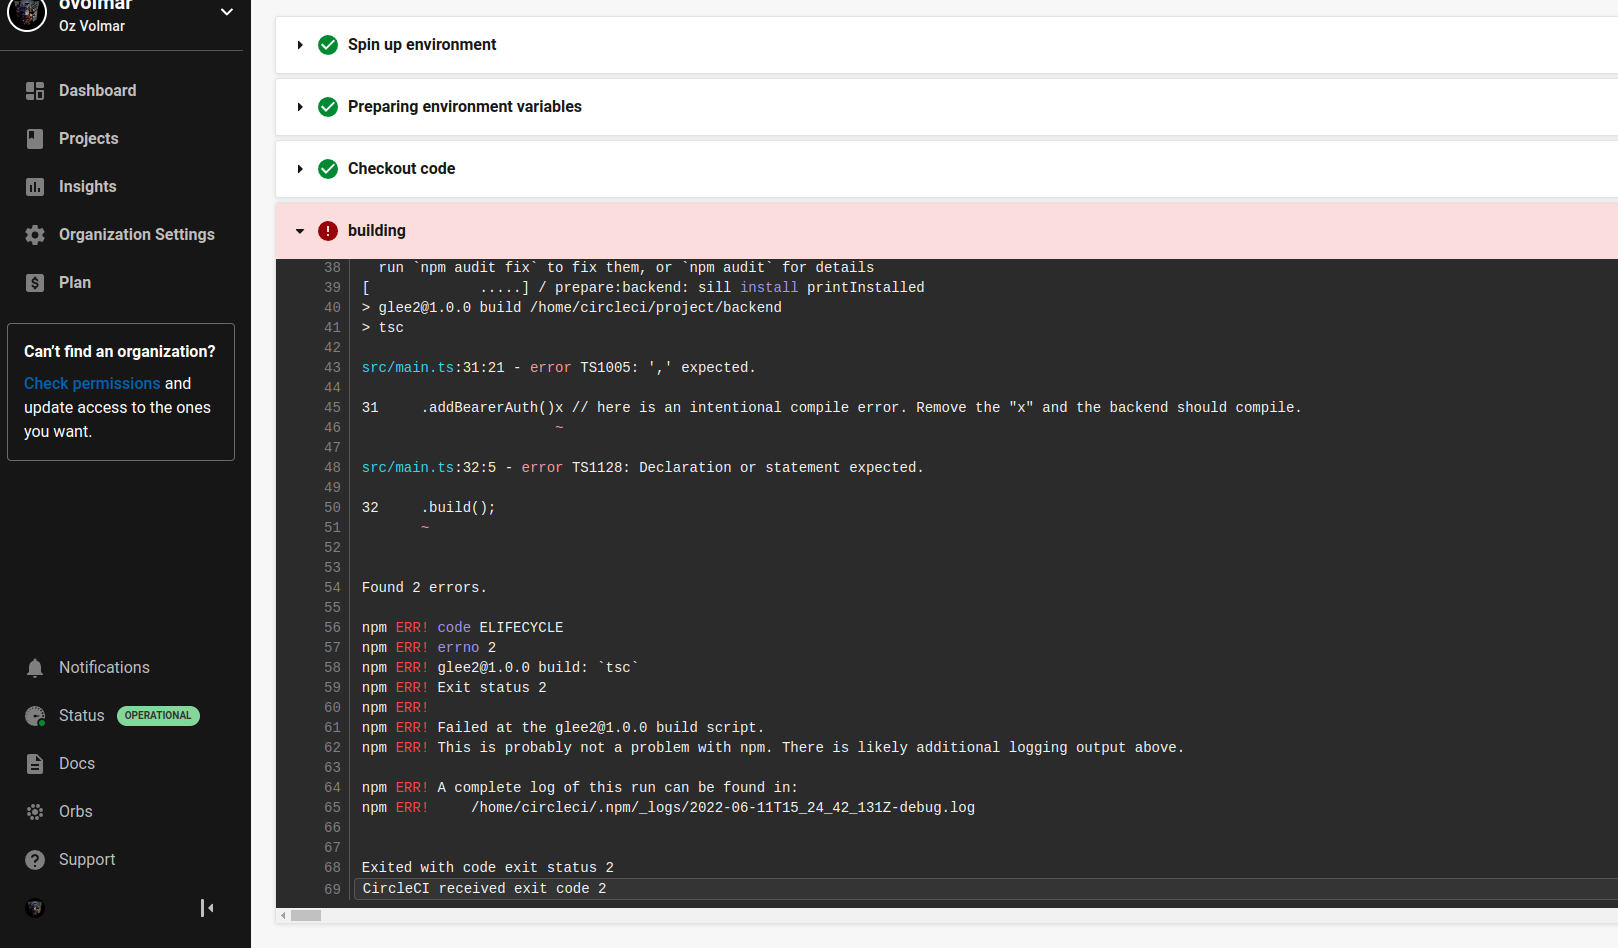 ovolmar
Oz Volmar
Dashboard
Projects
Insights
Organization Settings
Plan
Can't find an organization?
Check permissions and
update access to the ones
you want.
Notifications
Status OPERATIONAL
Docs
Orbs
Support
Spin up environment
Preparing environment variables
Checkout code
building
38   run `npm audit fix` to fix them, or `npm audit` for details
39 [             .....] / prepare:backend: sill install printInstalled
40 > glee2@1.0.0 build /home/circleci/project/backend
41 > tsc
42
43 src/main.ts:31:21 - error TS1005: ',' expected.
44
45 31     .addBearerAuth()x // here is an intentional compile error. Remove the "x" and the backend should compile.
46                        ~
47
48 src/main.ts:32:5 - error TS1128: Declaration or statement expected.
49
50 32     .build();
51        ~
52
53
54 Found 2 errors.
55
56 npm ERR! code ELIFECYCLE
57 npm ERR! errno 2
58 npm ERR! glee2@1.0.0 build: `tsc`
59 npm ERR! Exit status 2
60 npm ERR!
61 npm ERR! Failed at the glee2@1.0.0 build script.
62 npm ERR! This is probably not a problem with npm. There is likely additional logging output above.
63
64 npm ERR! A complete log of this run can be found in:
65 npm ERR!     /home/circleci/.npm/_logs/2022-06-11T15_24_42_131Z-debug.log
66
67
68 Exited with code exit status 2
69 CircleCI received exit code 2